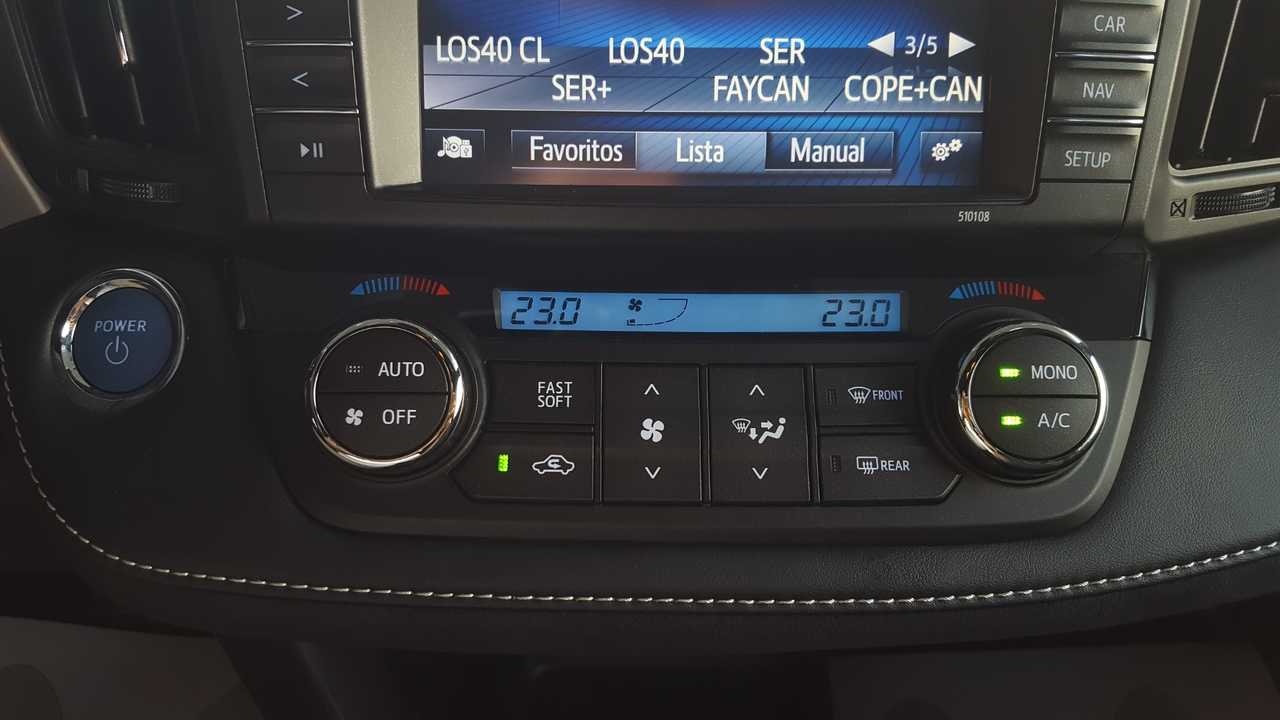 LOS40 CL LOS40 SER 3/5
SER+ FAYCAN COPE+CAN
Favoritos Lista Manual
CAR
NAV
SETUP
510108
POWER
23.0 23.0
AUTO
OFF
FAST
SOFT
FRONT
REAR
MONO
A/C